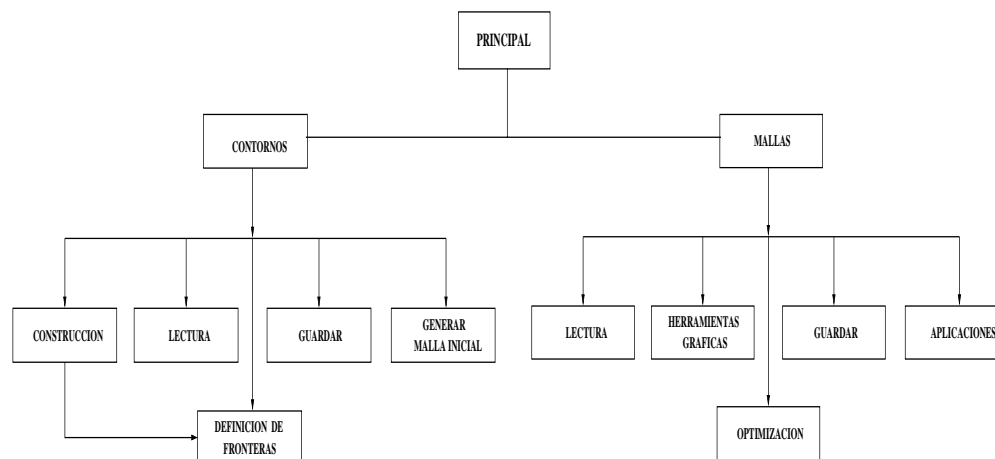 PRINCIPAL
CONTORNOS
MALLAS
CONSTRUCCION
LECTURA
GUARDAR
GENERAR
MALLA INICIAL
LECTURA
HERRAMIENTAS
GRAFICAS
GUARDAR
APLICACIONES
DEFINICION DE
FRONTERAS
OPTIMIZACION